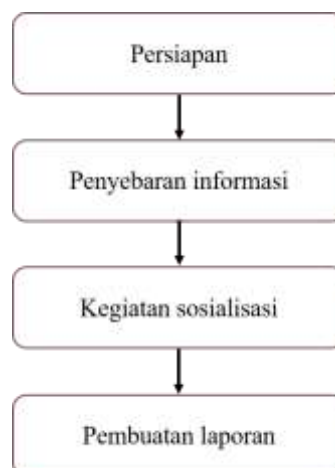 Persiapan
Penyebaran informasi
Kegiatan sosialisasi
Pembuatan laporan